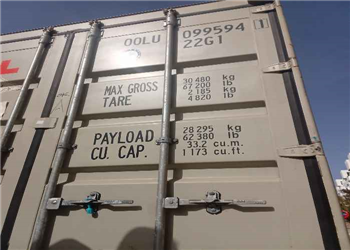 OOLU 099594 1
22G1
MAX GROSS 30 480 kg
67 200 lb
TARE 2 185 kg
4 820 lb
PAYLOAD 28 295 kg
62 380 lb
CU. CAP. 33.2 cu.m.
1 173 cu.ft.